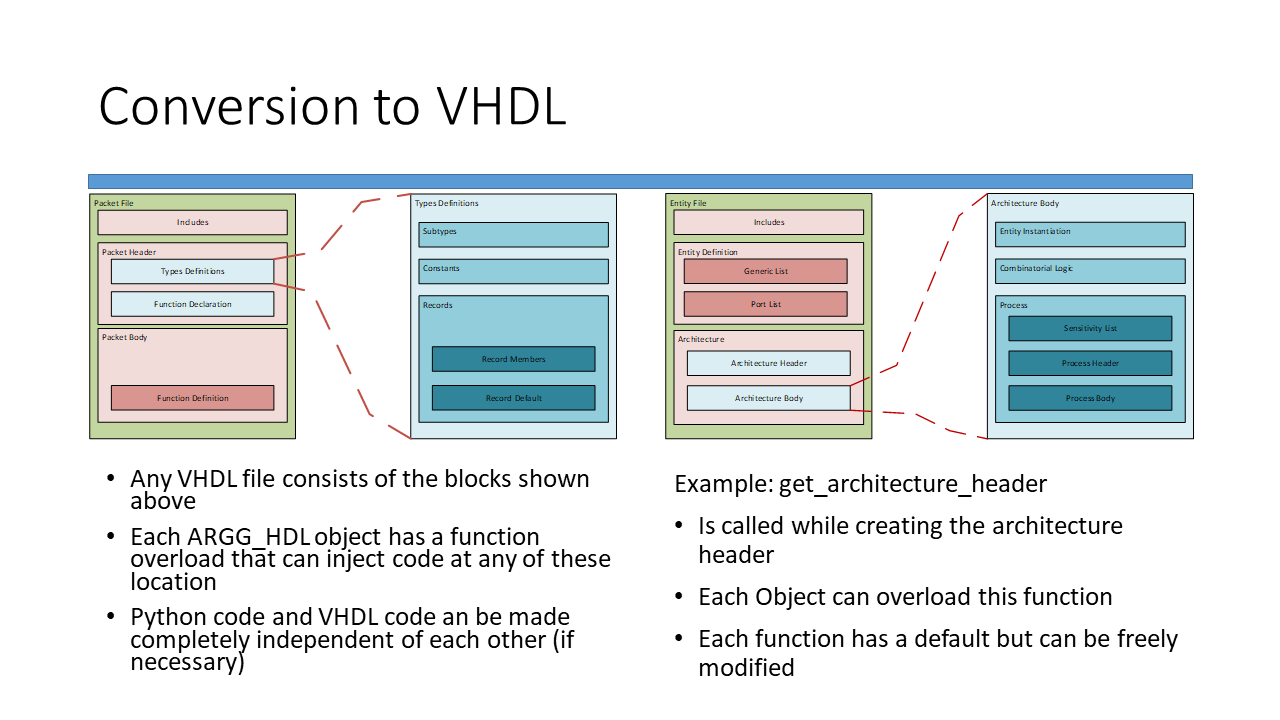 Conversion to VHDL
Packet File
Includes
Packet Header
Types Definitions
Function Declaration
Packet Body
Function Definition
Types Definitions
Subtypes
Constants
Records
Record Members
Record Default
Entity File
Includes
Entity Definition
Generic List
Port List
Architecture
Architecture Header
Architecture Body
Architecture Body
Entity Instantiation
Combinatorial Logic
Process
Sensitivity List
Process Header
Process Body
• Any VHDL file consists of the blocks shown
above
• Each ARGG_HDL object has a function
overload that can inject code at any of these
location
• Python code and VHDL code an be made
completely independent of each other (if
necessary)
Example: get_architecture_header
• Is called while creating the architecture
header
• Each Object can overload this function
• Each function has a default but can be freely
modified